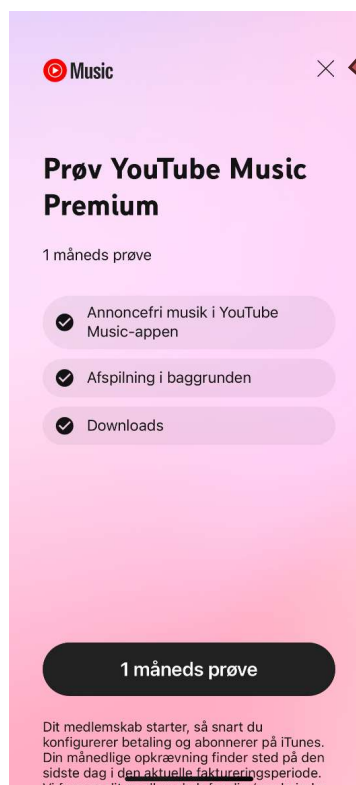 Music
Prøv YouTube Music
Premium
1 måneds prøve
Annoncefri musik i YouTube
Music-appen
Afspilning i baggrunden
Downloads
1 måneds prøve
Dit medlemskab starter, så snart du
konfigurerer betaling og abonnerer på iTunes.
Din månedlige opkrævning finder sted på den
sidste dag i den aktuelle faktureringsperiode.